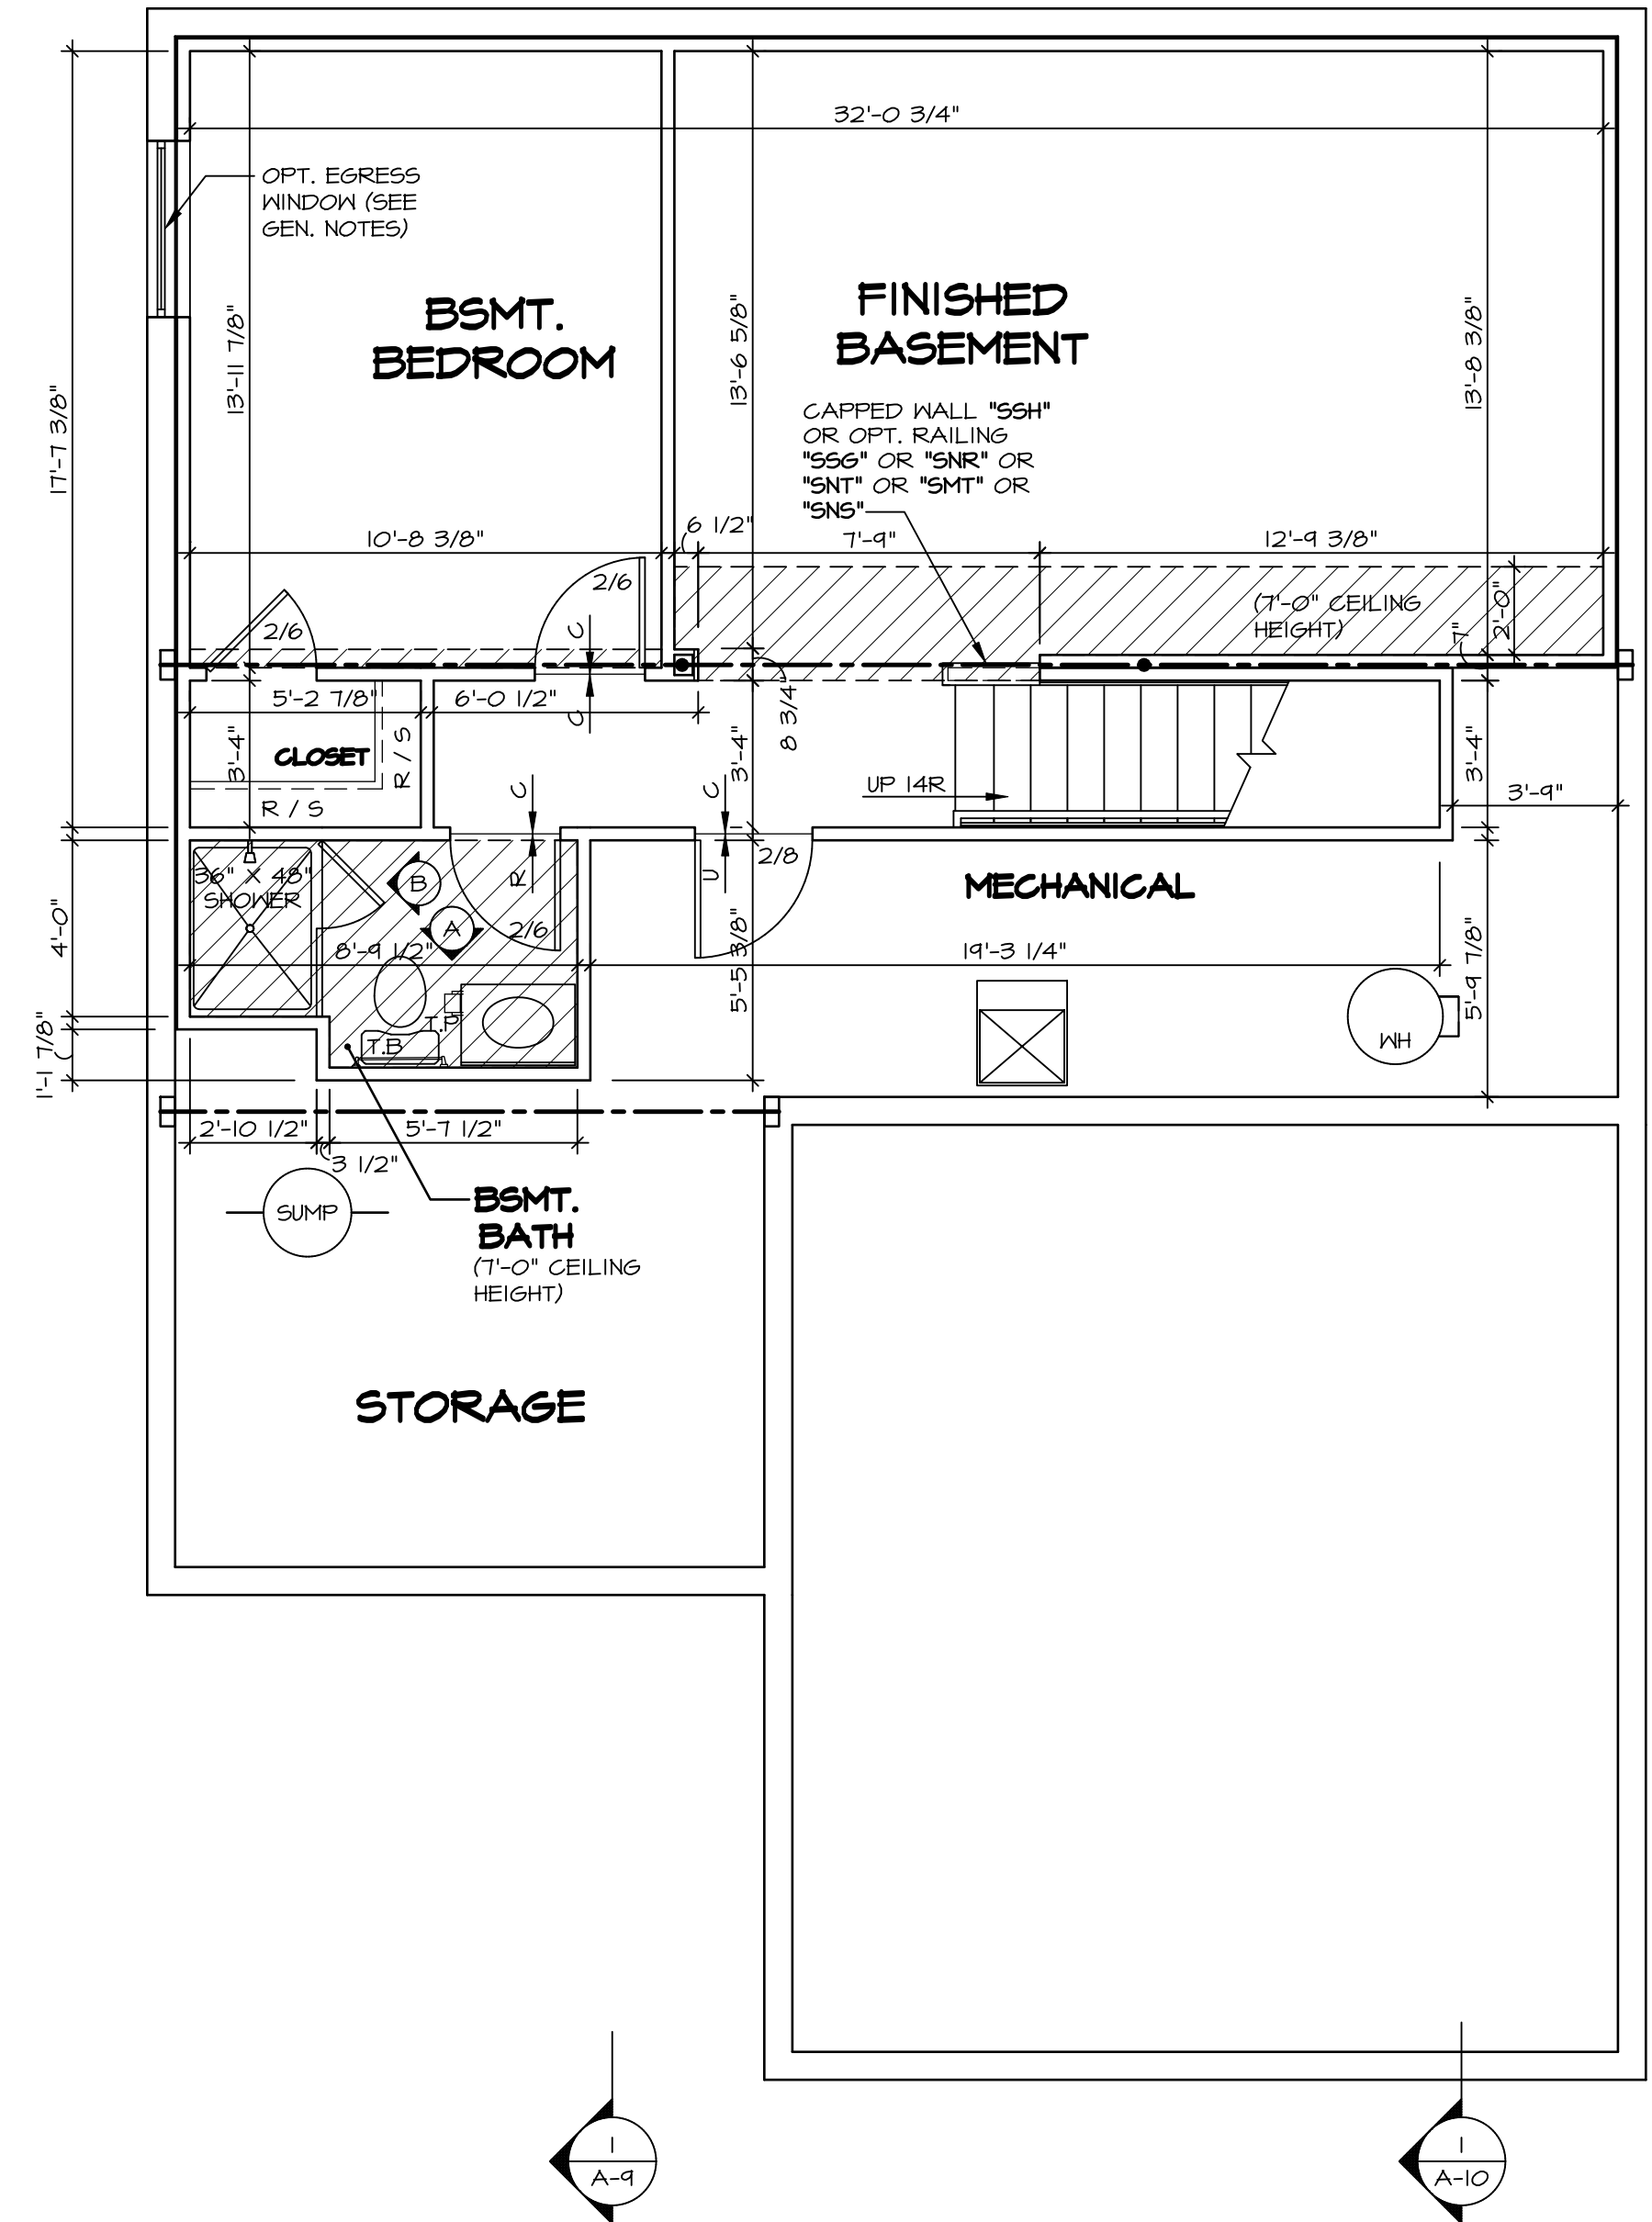 32'-0 3/4"
OPT. EGRESS
WINDOW (SEE
GEN. NOTES)
BSMT.
BEDROOM
FINISHED
BASEMENT
13'-11 7/8"
13'-6 5/8"
13'-8 3/8"
17'-7 3/8"
CAPPED WALL "SSH"
OR OPT. RAILING
"SSG" OR "SNR" OR
"SNT" OR "SMT" OR
"SNS"
10'-8 3/8"
6 1/2"
7'-9"
12'-9 3/8"
2/6
2/6
(7'-0" CEILING
HEIGHT)
2'-0"
7"
C
C
5'-2 7/8"
6'-0 1/2"
8 3/4"
CLOSET
3'-4"
R / S
R / S
3'-4"
3'-4"
UP 14R
3'-9"
C
C
R
U
2/8
36" X 48"
SHOWER
B
A
2/6
MECHANICAL
8'-9 1/2"
19'-3 1/4"
4'-0"
5'-5 3/8"
5'-9 7/8"
T.P
T.B
WH
1'-1 7/8"
2'-10 1/2"
5'-7 1/2"
3 1/2"
SUMP
BSMT.
BATH
(7'-0" CEILING
HEIGHT)
STORAGE
1
A-9
1
A-10